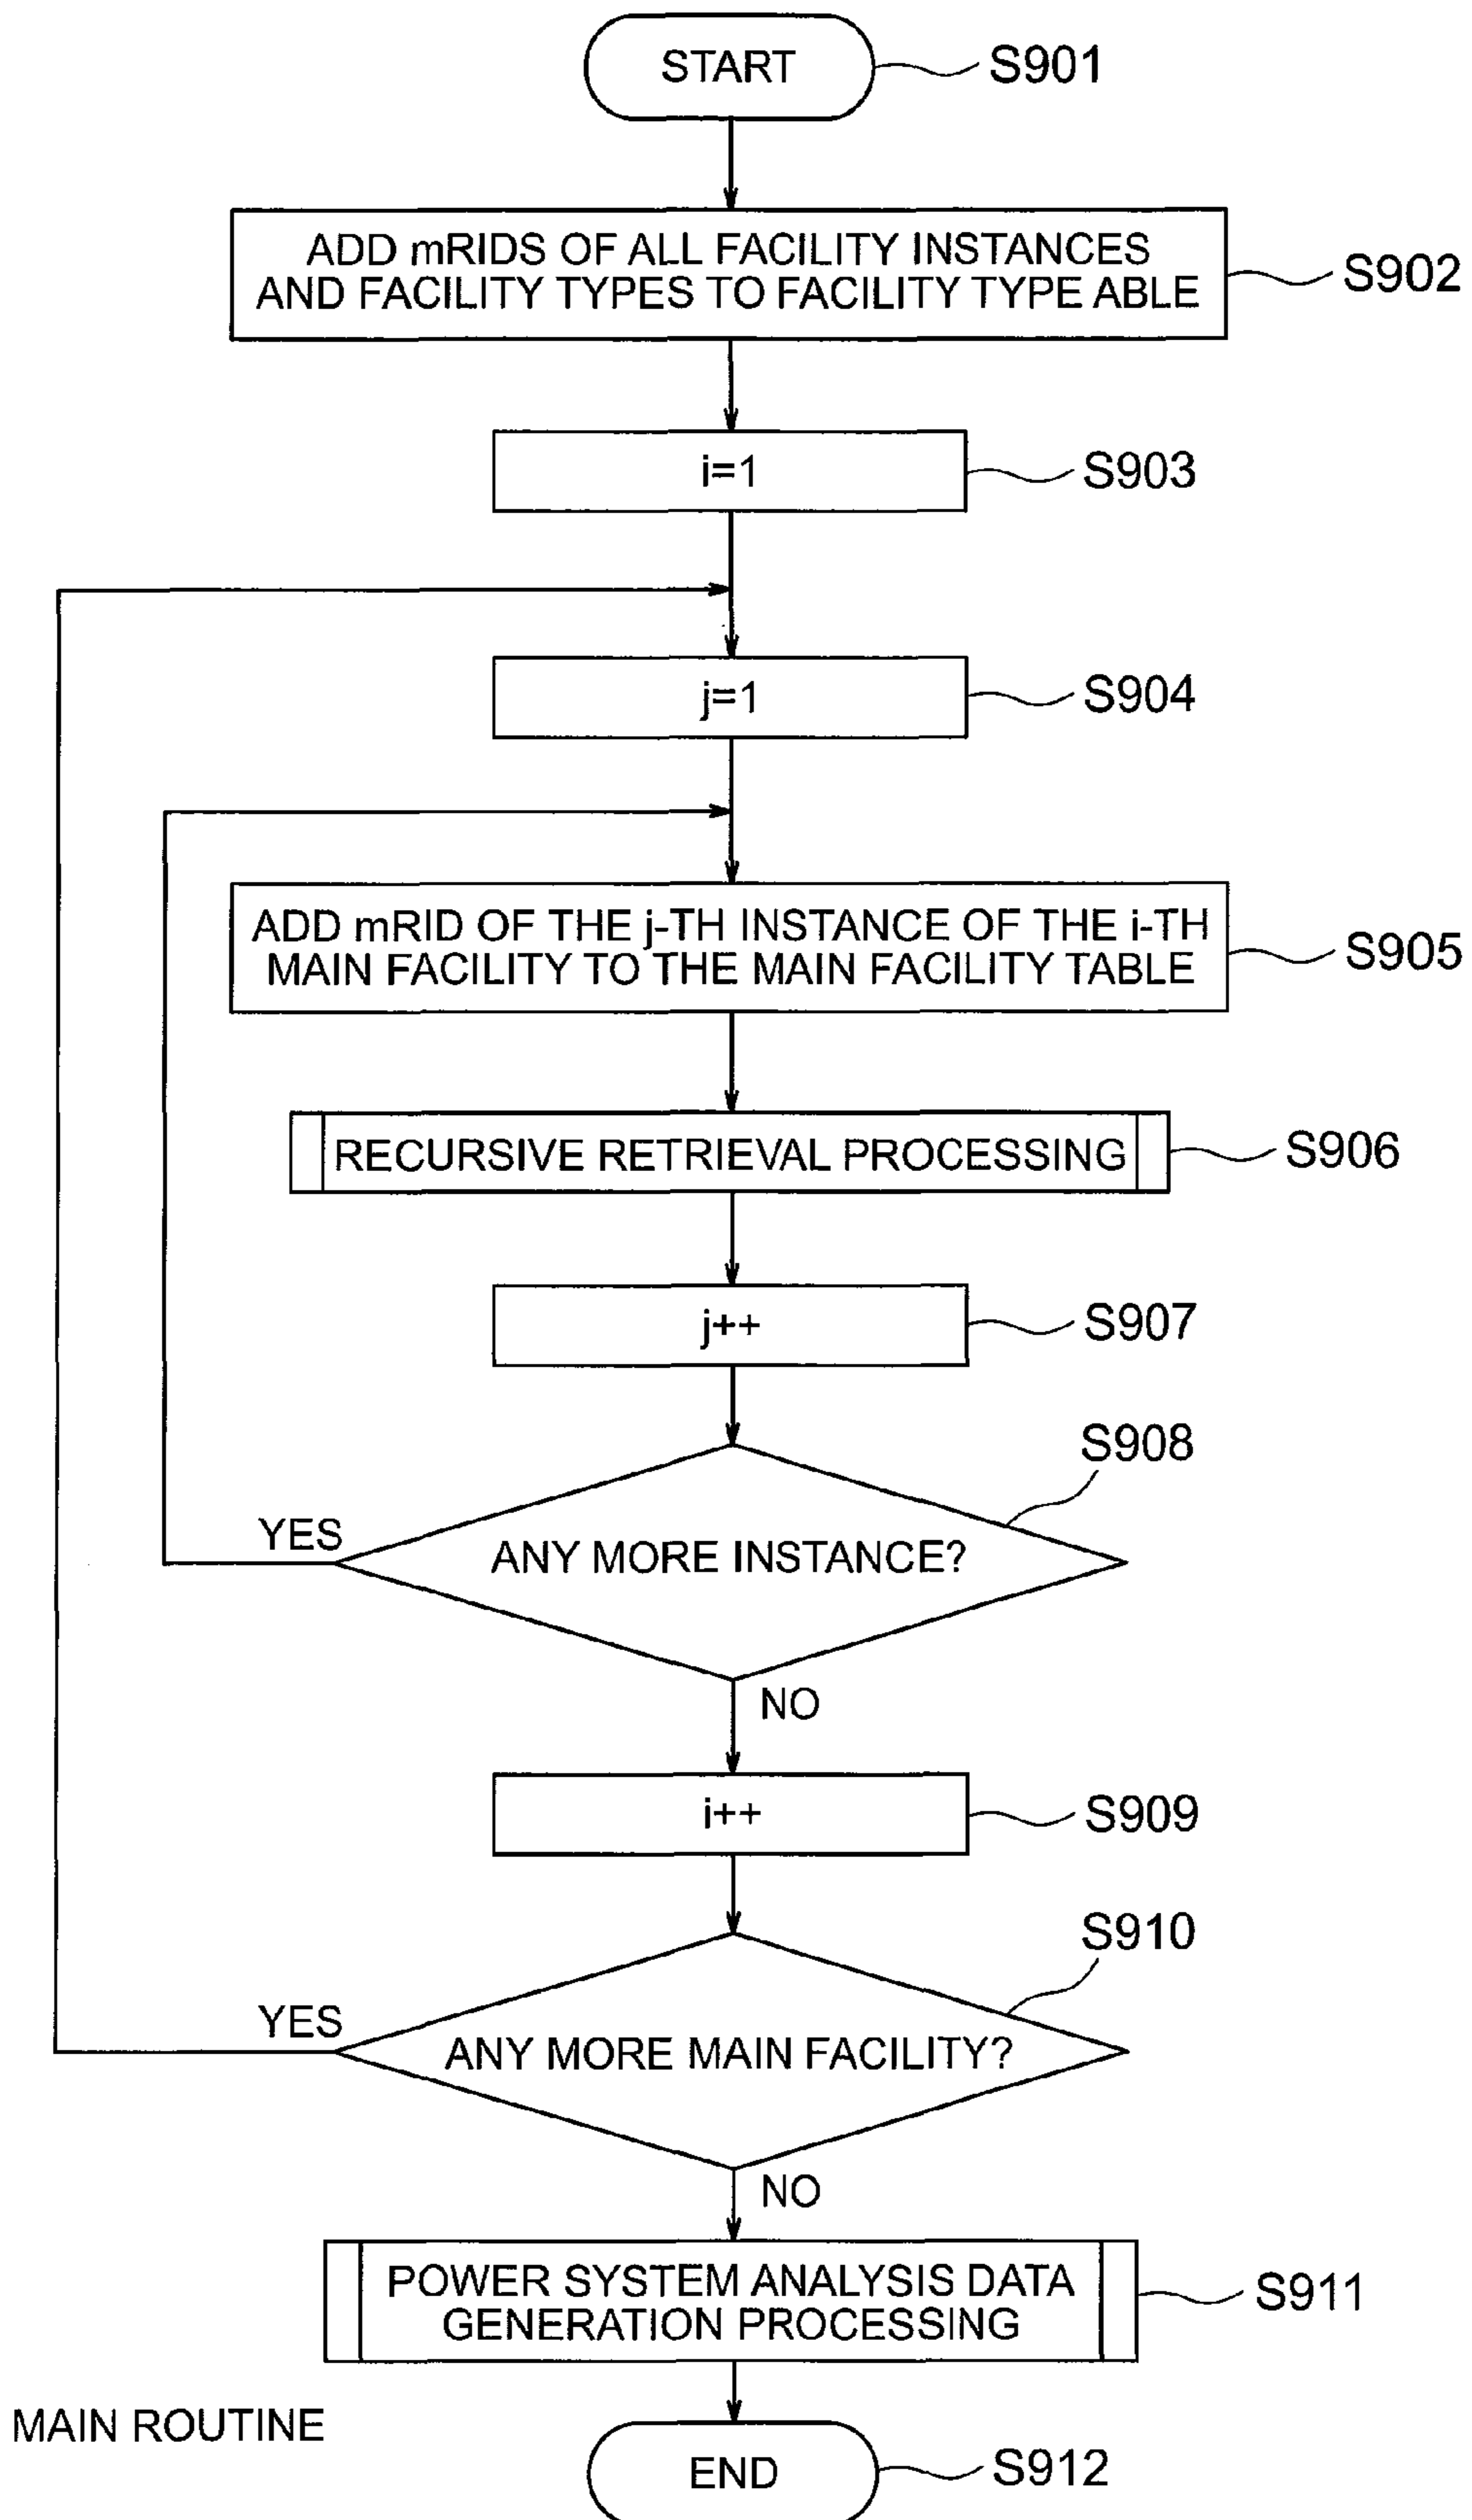 START
S901
ADD mRIDS OF ALL FACILITY INSTANCES
AND FACILITY TYPES TO FACILITY TYPE ABLE
S902
i=1
S903
j=1
S904
ADD mRID OF THE j-TH INSTANCE OF THE i-TH
MAIN FACILITY TO THE MAIN FACILITY TABLE
S905
RECURSIVE RETRIEVAL PROCESSING
S906
j++
S907
S908
YES
ANY MORE INSTANCE?
NO
i++
S909
S910
YES
ANY MORE MAIN FACILITY?
NO
POWER SYSTEM ANALYSIS DATA
GENERATION PROCESSING
S911
MAIN ROUTINE
END
S912